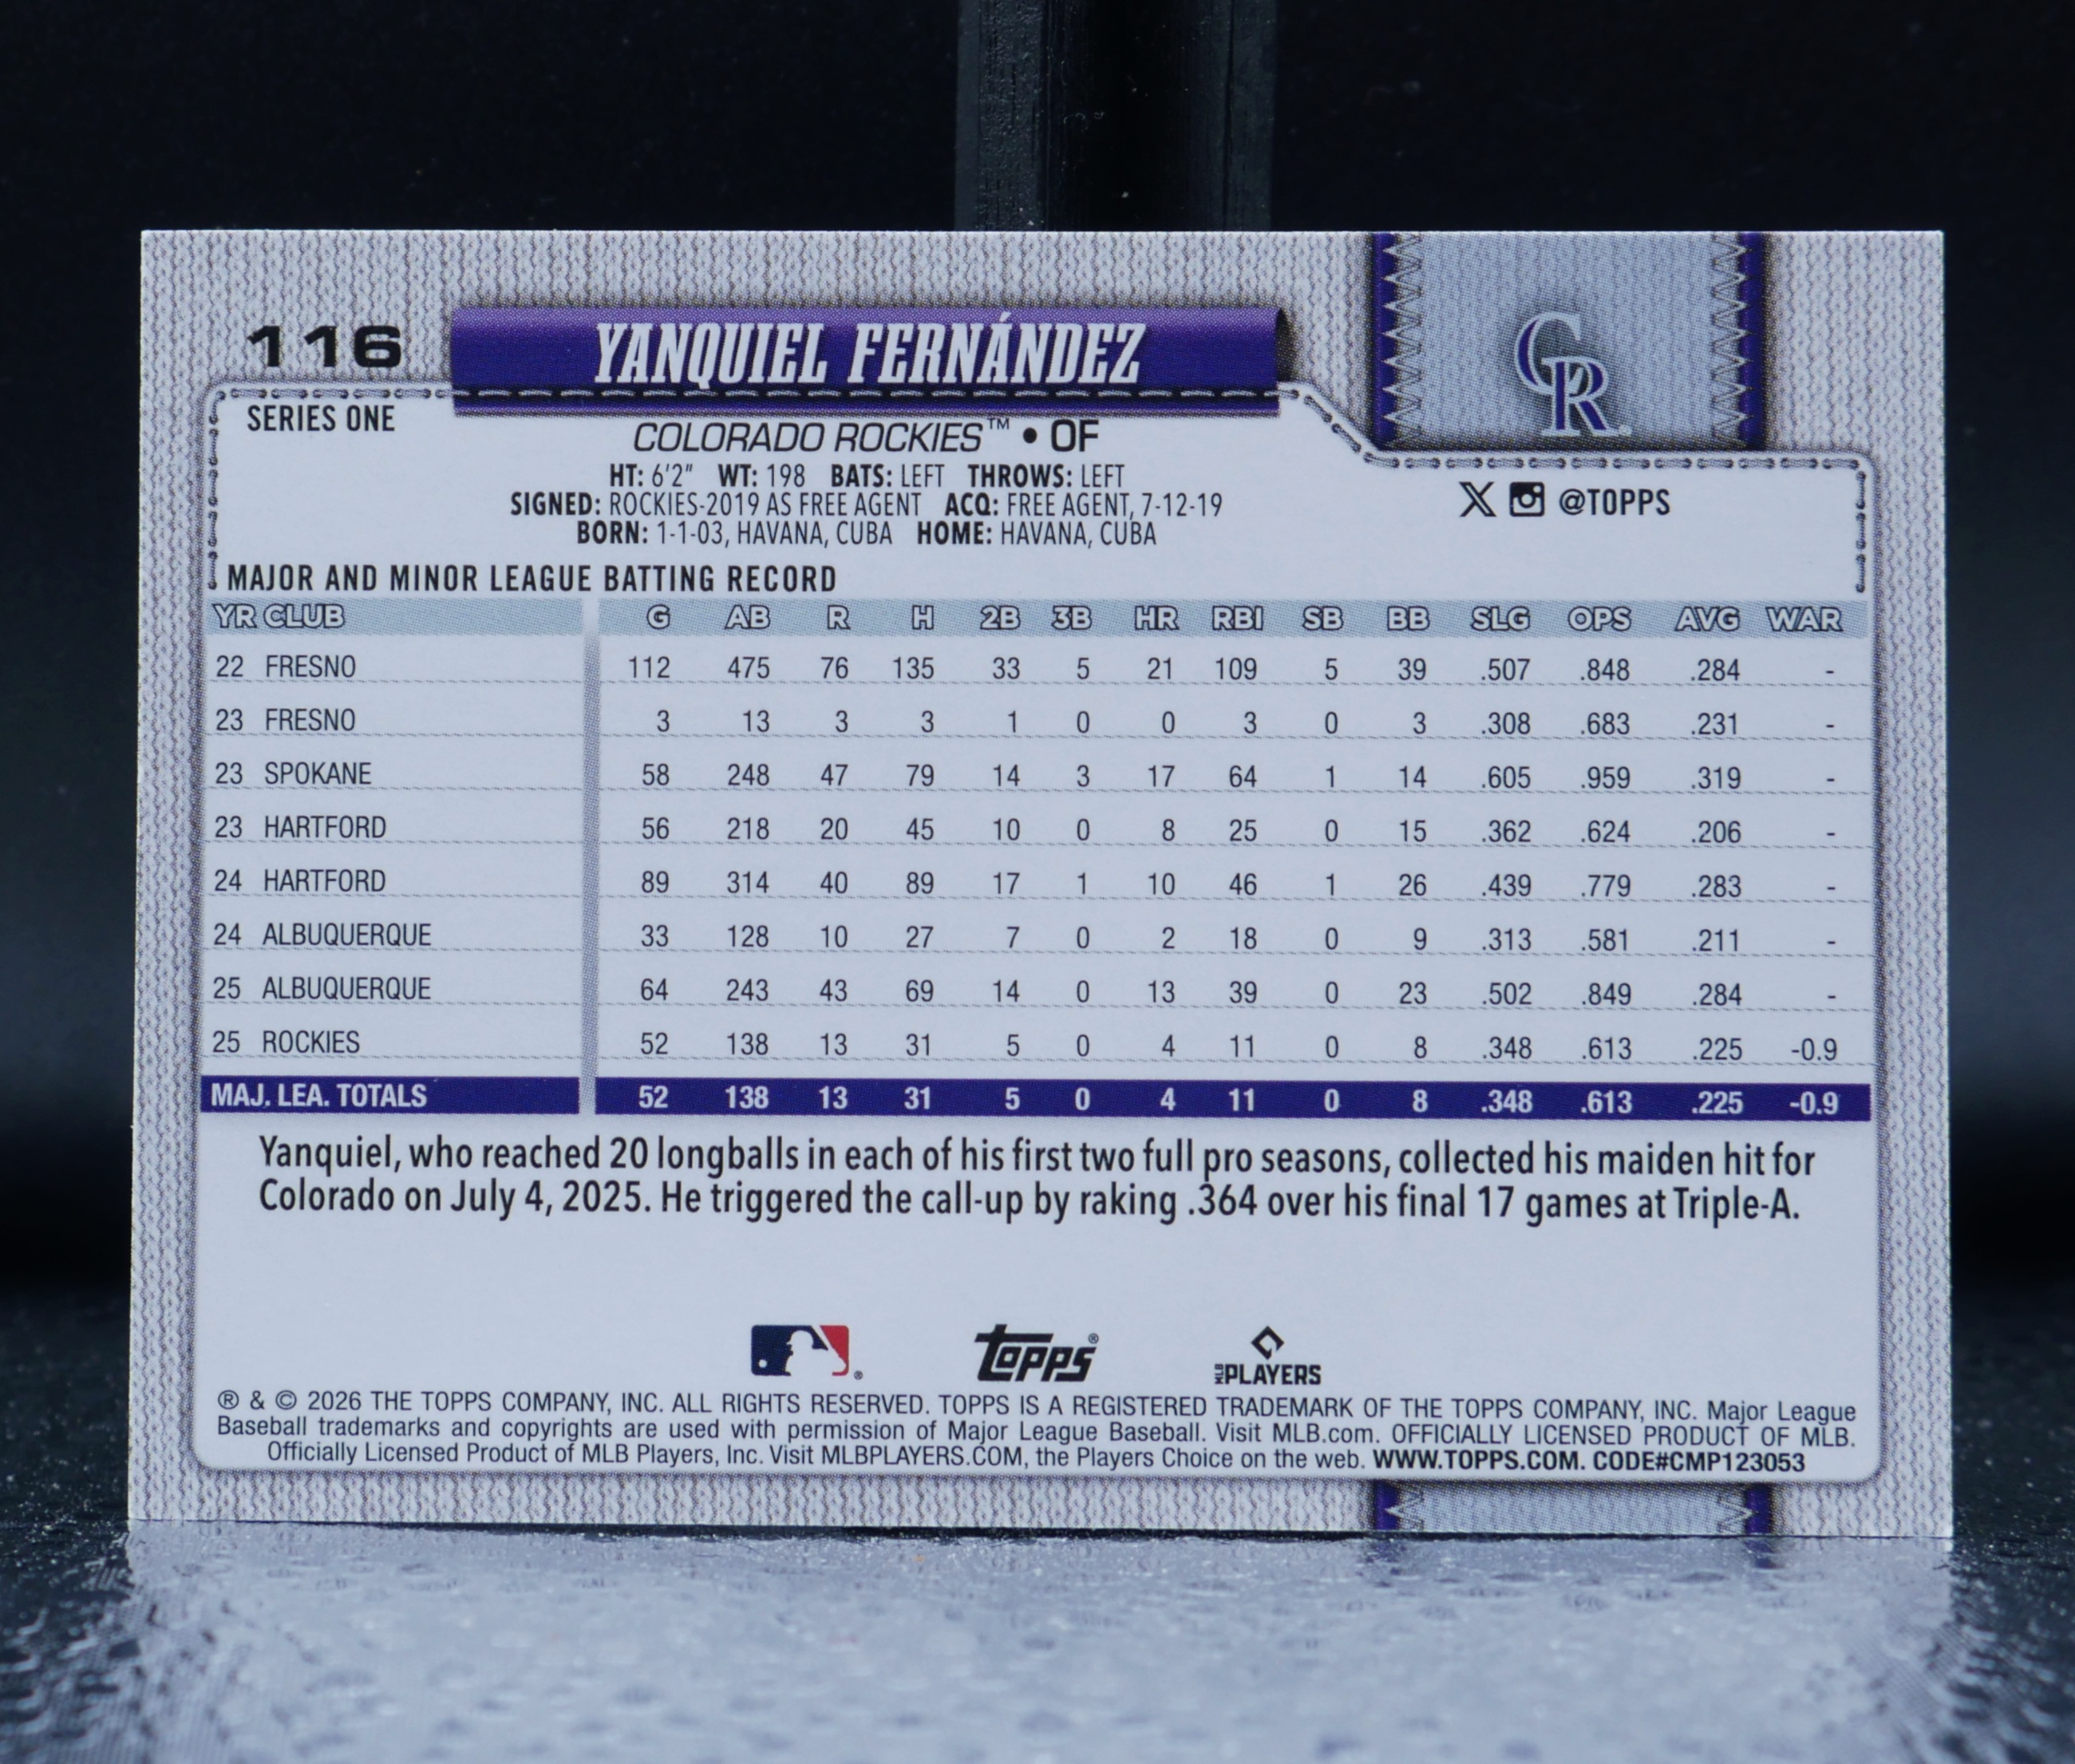 116
YANQUIEL FERNÁNDEZ
CR
SERIES ONE
COLORADO ROCKIES™ • OF
HT: 6'2" WT: 198 BATS: LEFT THROWS: LEFT
SIGNED: ROCKIES-2019 AS FREE AGENT ACQ: FREE AGENT, 7-12-19
BORN: 1-1-03, HAVANA, CUBA HOME: HAVANA, CUBA
@TOPPS
MAJOR AND MINOR LEAGUE BATTING RECORD
YR CLUB G AB R H 2B 3B HR RBI SB BB SLG OPS AVG WAR
22 FRESNO 112 475 76 135 33 5 21 109 5 39 .507 .848 .284 -
23 FRESNO 3 13 3 3 1 0 0 3 0 3 .308 .683 .231 -
23 SPOKANE 58 248 47 79 14 3 17 64 1 14 .605 .959 .319 -
23 HARTFORD 56 218 20 45 10 0 8 25 0 15 .362 .624 .206 -
24 HARTFORD 89 314 40 89 17 1 10 46 1 26 .439 .779 .283 -
24 ALBUQUERQUE 33 128 10 27 7 0 2 18 0 9 .313 .581 .211 -
25 ALBUQUERQUE 64 243 43 69 14 0 13 39 0 23 .502 .849 .284 -
25 ROCKIES 52 138 13 31 5 0 4 11 0 8 .348 .613 .225 -0.9
MAJ. LEA. TOTALS 52 138 13 31 5 0 4 11 0 8 .348 .613 .225 -0.9
Yanquiel, who reached 20 longballs in each of his first two full pro seasons, collected his maiden hit for
Colorado on July 4, 2025. He triggered the call-up by raking .364 over his final 17 games at Triple-A.
topps® MLB PLAYERS
® & © 2026 THE TOPPS COMPANY, INC. ALL RIGHTS RESERVED. TOPPS IS A REGISTERED TRADEMARK OF THE TOPPS COMPANY, INC. Major League
Baseball trademarks and copyrights are used with permission of Major League Baseball. Visit MLB.com. OFFICIALLY LICENSED PRODUCT OF MLB.
Officially Licensed Product of MLB Players, Inc. Visit MLBPLAYERS.COM, the Players Choice on the web. WWW.TOPPS.COM. CODE#CMP123053